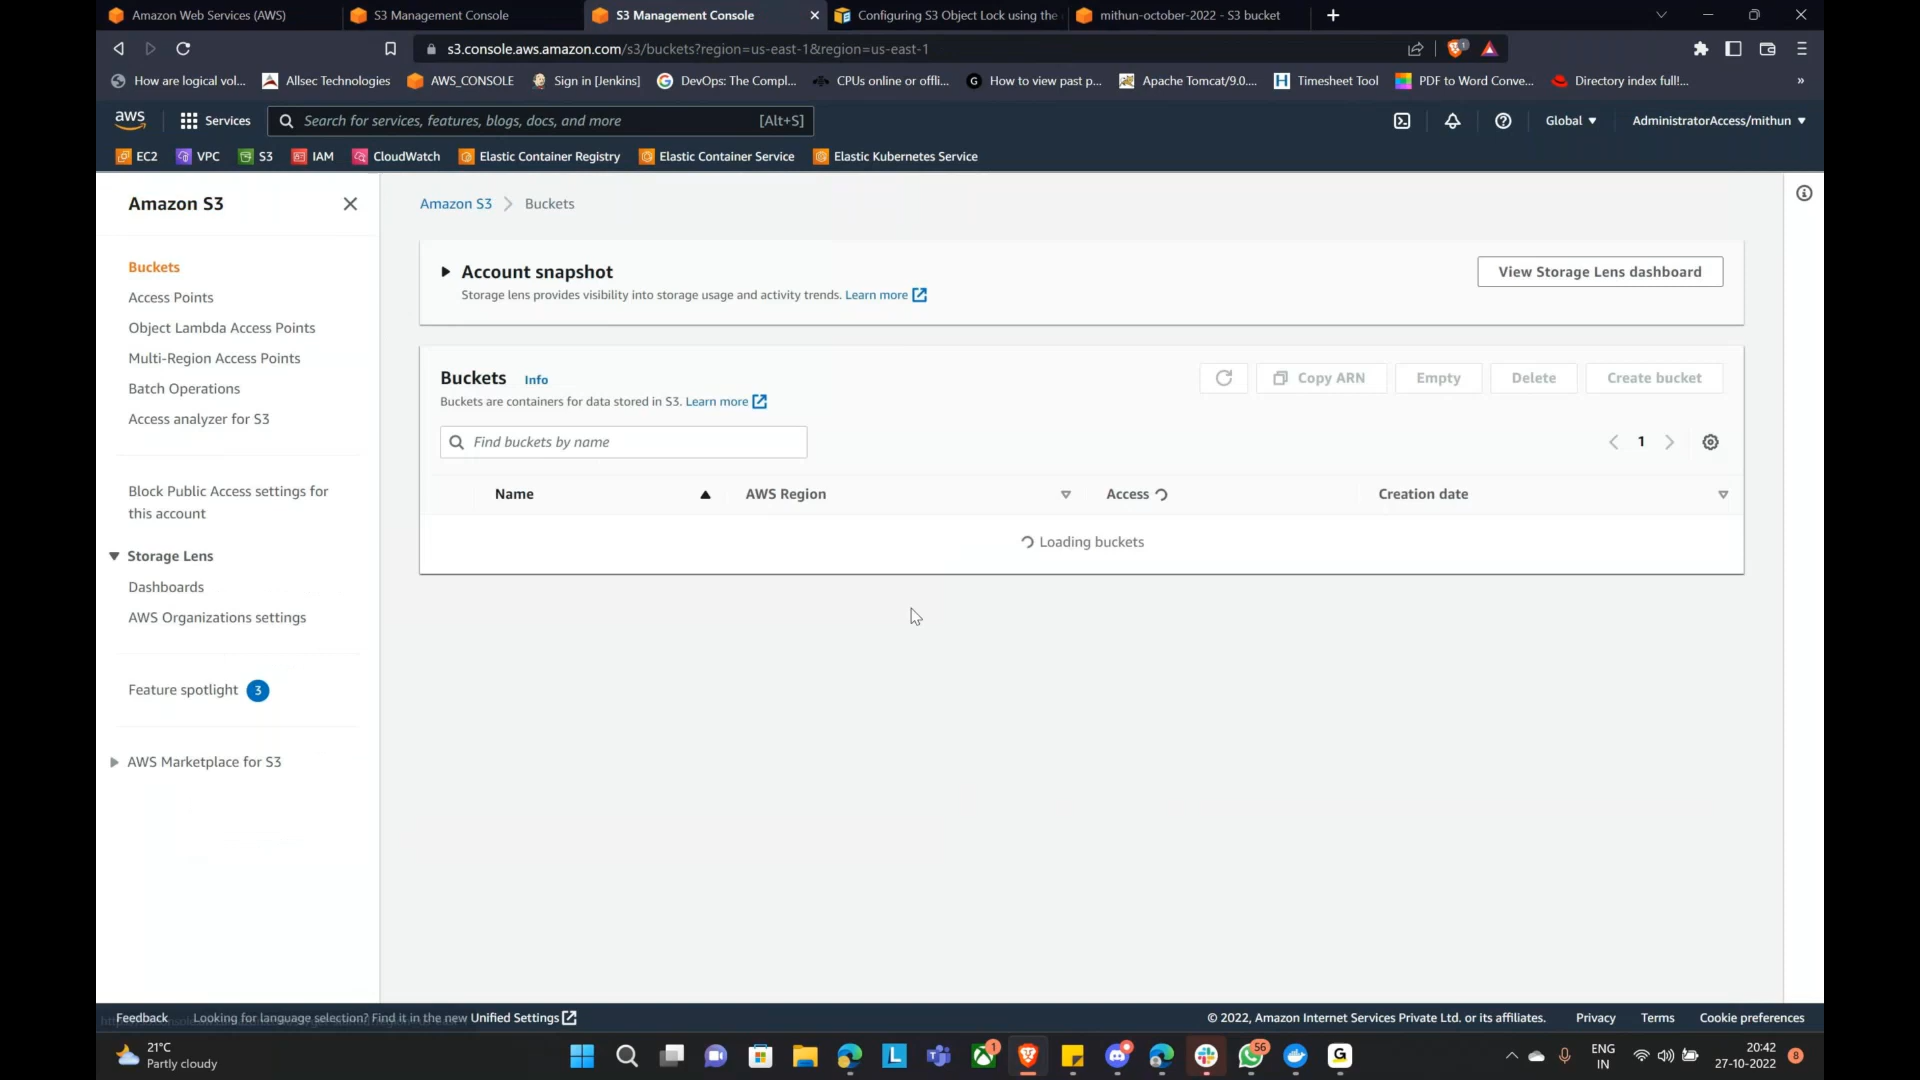 Amazon Web Services (AWS)
S3 Management Console
S3 Management Console
Configuring S3 Object Lock using the
mithun-october-2022 - S3 bucket
s3.console.aws.amazon.com/s3/buckets?region=us-east-1&region=us-east-1
How are logical vol...
Allsec Technologies
AWS_CONSOLE
Sign in [Jenkins]
DevOps: The Compl...
CPUs online or offli...
How to view past p...
Apache Tomcat/9.0....
Timesheet Tool
PDF to Word Conve...
Directory index full!...
»
aws
Services
Search for services, features, blogs, docs, and more
[Alt+S]
Global
AdministratorAccess/mithun
EC2
VPC
S3
IAM
CloudWatch
Elastic Container Registry
Elastic Container Service
Elastic Kubernetes Service
Amazon S3
Buckets
Access Points
Object Lambda Access Points
Multi-Region Access Points
Batch Operations
Access analyzer for S3
Block Public Access settings for
this account
Storage Lens
Dashboards
AWS Organizations settings
Feature spotlight 3
AWS Marketplace for S3
Amazon S3
Buckets
Account snapshot
Storage lens provides visibility into storage usage and activity trends. Learn more
View Storage Lens dashboard
Buckets Info
Buckets are containers for data stored in S3. Learn more
Copy ARN
Empty
Delete
Create bucket
Find buckets by name
1
Name
AWS Region
Access
Creation date
Loading buckets
Feedback
Looking for language selection? Find it in the new Unified Settings
© 2022, Amazon Internet Services Private Ltd. or its affiliates.
Privacy
Terms
Cookie preferences
21°C
Partly cloudy
L
1
56
G
ENG
IN
20:42
27-10-2022
8